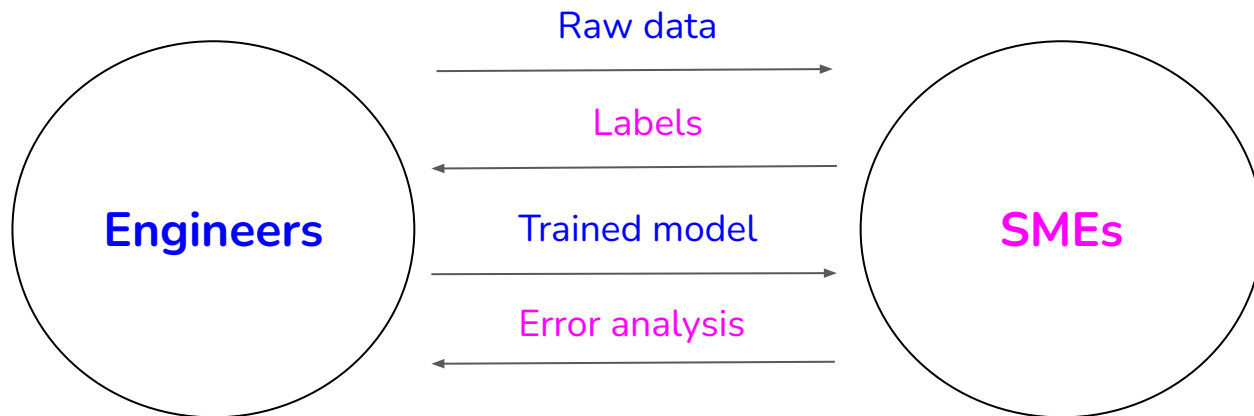 Raw data
Labels
Engineers
Trained model
SMEs
Error analysis